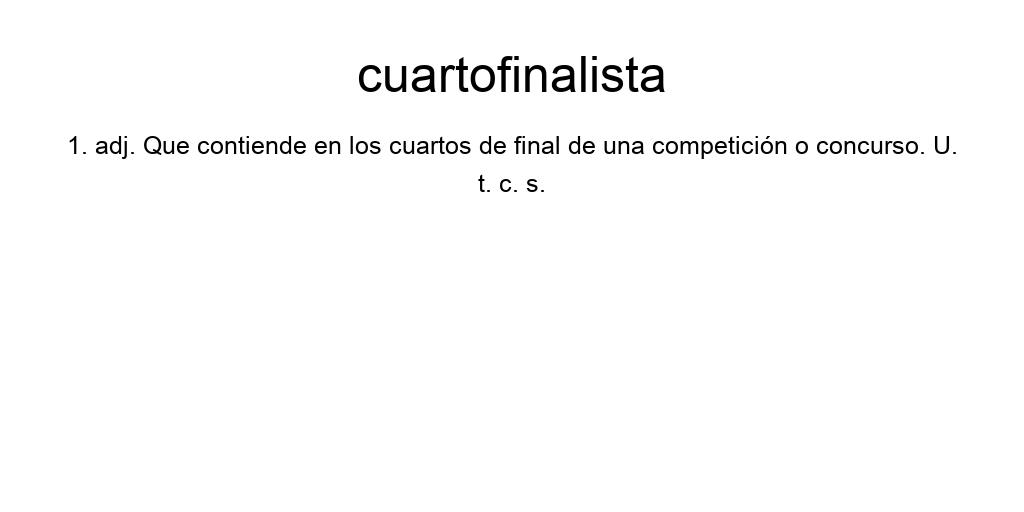 cuartofinalista
1. adj. Que contiende en los cuartos de final de una competición o concurso. U.
t. c. s.